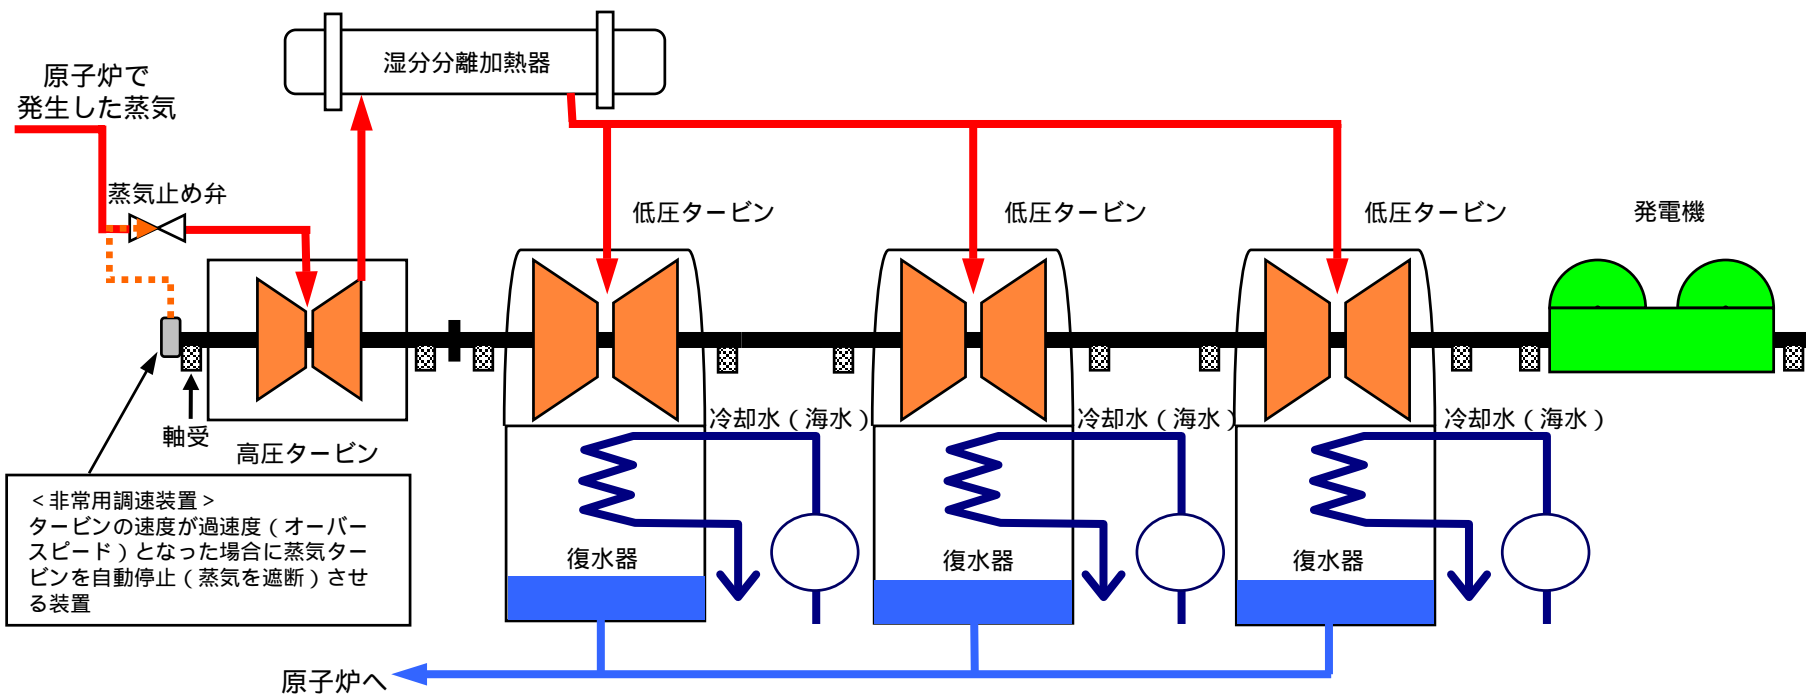 湿分分離加熱器
原子炉で
発生した蒸気
蒸気止め弁
低圧タービン
低圧タービン
低圧タービン
発電機
冷却水（海水）
冷却水（海水）
冷却水（海水）
軸受
高圧タービン
＜非常用調速装置＞
タービンの速度が過速度（オーバー
スピード）となった場合に蒸気ター
ビンを自動停止（蒸気を遮断）させ
る装置
復水器
復水器
復水器
原子炉へ